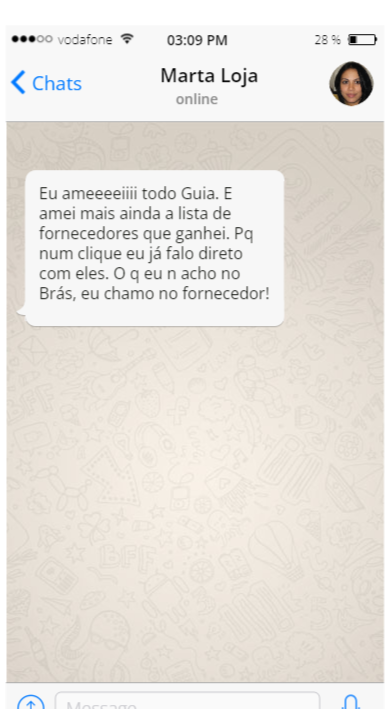 vodafone 03:09 PM 28 %
Chats Marta Loja
online
Eu ameeeeiiii todo Guia. E
amei mais ainda a lista de
fornecedores que ganhei. Pq
num clique eu já falo direto
com eles. O q eu n acho no
Brás, eu chamo no fornecedor!
BFF
Message